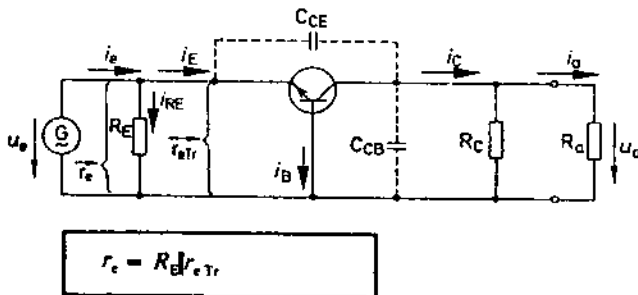 C_CE
i_e i_E i_C i_a
i_RE
G u_e r_e R_E r_eTr i_B C_CB R_C R_a u_a
r_e = R_E || r_eTr